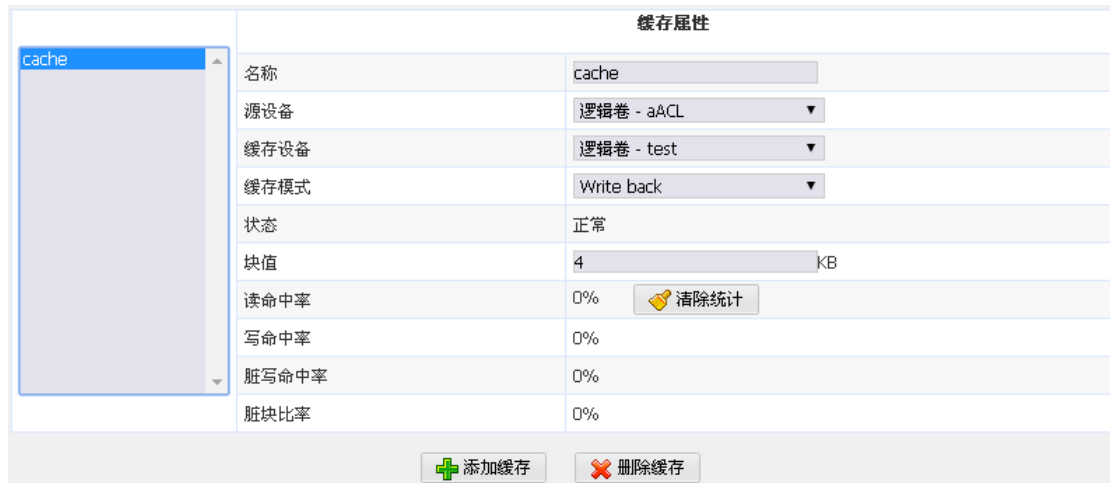 缓存属性
cache
名称 cache
源设备 逻辑卷 - aACL
缓存设备 逻辑卷 - test
缓存模式 Write back
状态 正常
块值 4 KB
读命中率 0% 清除统计
写命中率 0%
脏写命中率 0%
脏块比率 0%
添加缓存 删除缓存